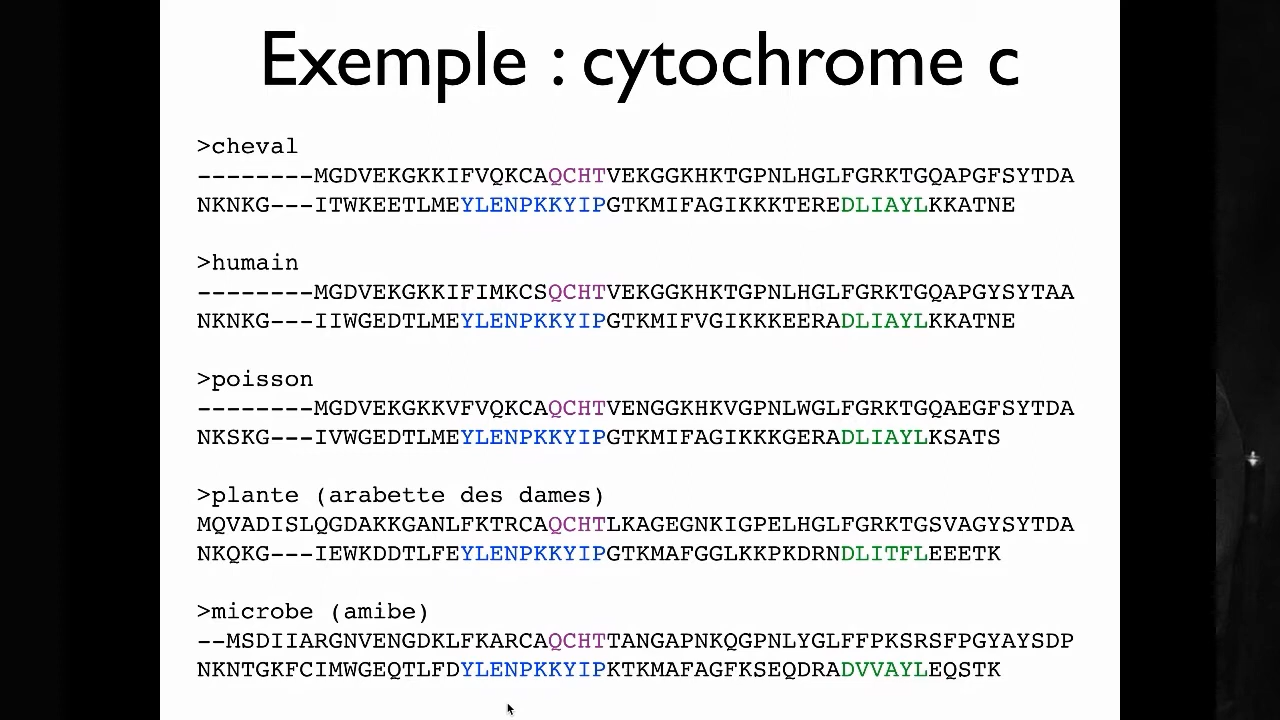 Exemple : cytochrome c
>cheval
--------MGDVEKGKKIFVQKCAQCHTVEKGGKHKTGPNLHGLFGRKTGQAPGFSYTDA
NKNKG---ITWKEETLMEYLENPKKYIPGTKMIFAGIKKKTEREDLIAYLKKATNE
>humain
--------MGDVEKGKKIFIMKCSQCHTVEKGGKHKTGPNLHGLFGRKTGQAPGYSYTAA
NKNKG---IIWGEDTLMEYLENPKKYIPGTKMIFVGIKKKEERADLIAYLKKATNE
>poisson
--------MGDVEKGKKVFVQKCAQCHTVENGGKHKVGPNLWGLFGRKTGQAEGFSYTDA
NKSKG---IVWGEDTLMEYLENPKKYIPGTKMIFAGIKKKGERADLIAYLKSATS
>plante (arabette des dames)
MQVADISLQGDAKKGANLFKTRCAQCHTLKAGEGNKIGPELHGLFGRKTGSVAGYSYTDA
NKQKG---IEWKDDTLFEYLENPKKYIPGTKMAFGGLKKPKDRNDLITFLEEETK
>microbe (amibe)
--MSDIIARGNVENGDKLFKARCAQCHTTANGAPNKQGPNLYGLFFPKSRSFPGYAYSDP
NKNTGKFCIMWGEQTLFDYLENPKKYIPKTKMAFAGFKSEQDRADVVAYLEQSTK